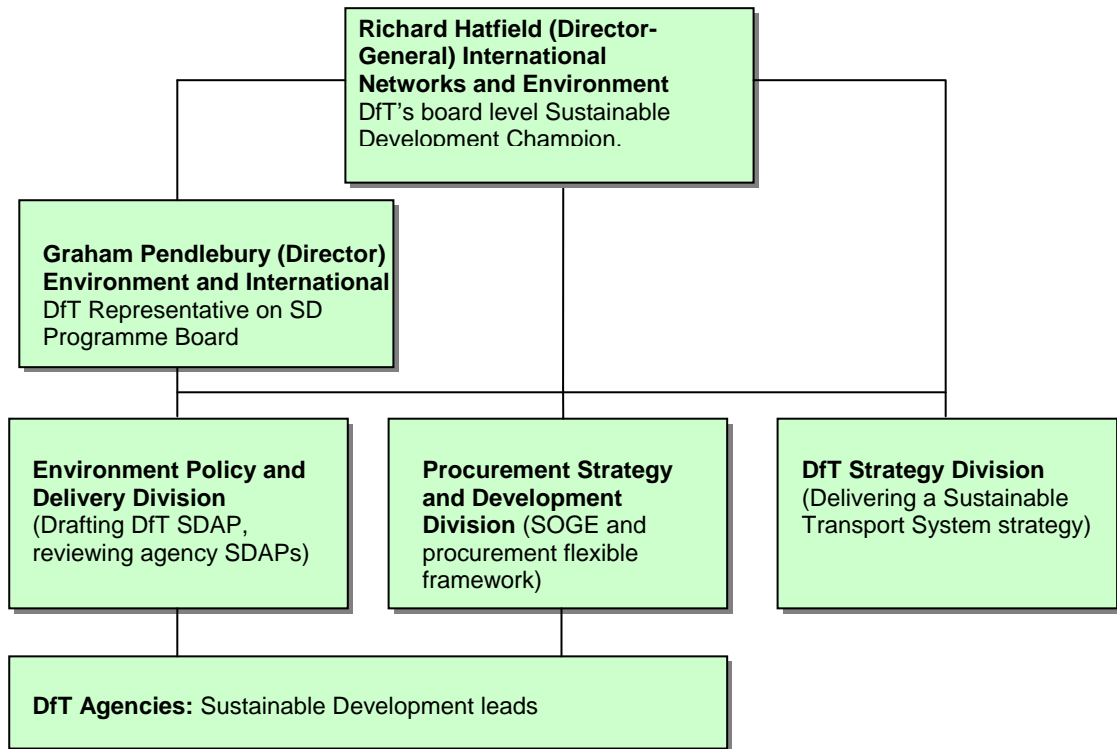 Richard Hatfield (Director-
General) International
Networks and Environment
DfT's board level Sustainable
Development Champion.
Graham Pendlebury (Director)
Environment and International
DfT Representative on SD
Programme Board
Environment Policy and
Delivery Division
(Drafting DfT SDAP,
reviewing agency SDAPs)
Procurement Strategy
and Development
Division (SOGE and
procurement flexible
framework)
DfT Strategy Division
(Delivering a Sustainable
Transport System strategy)
DfT Agencies: Sustainable Development leads